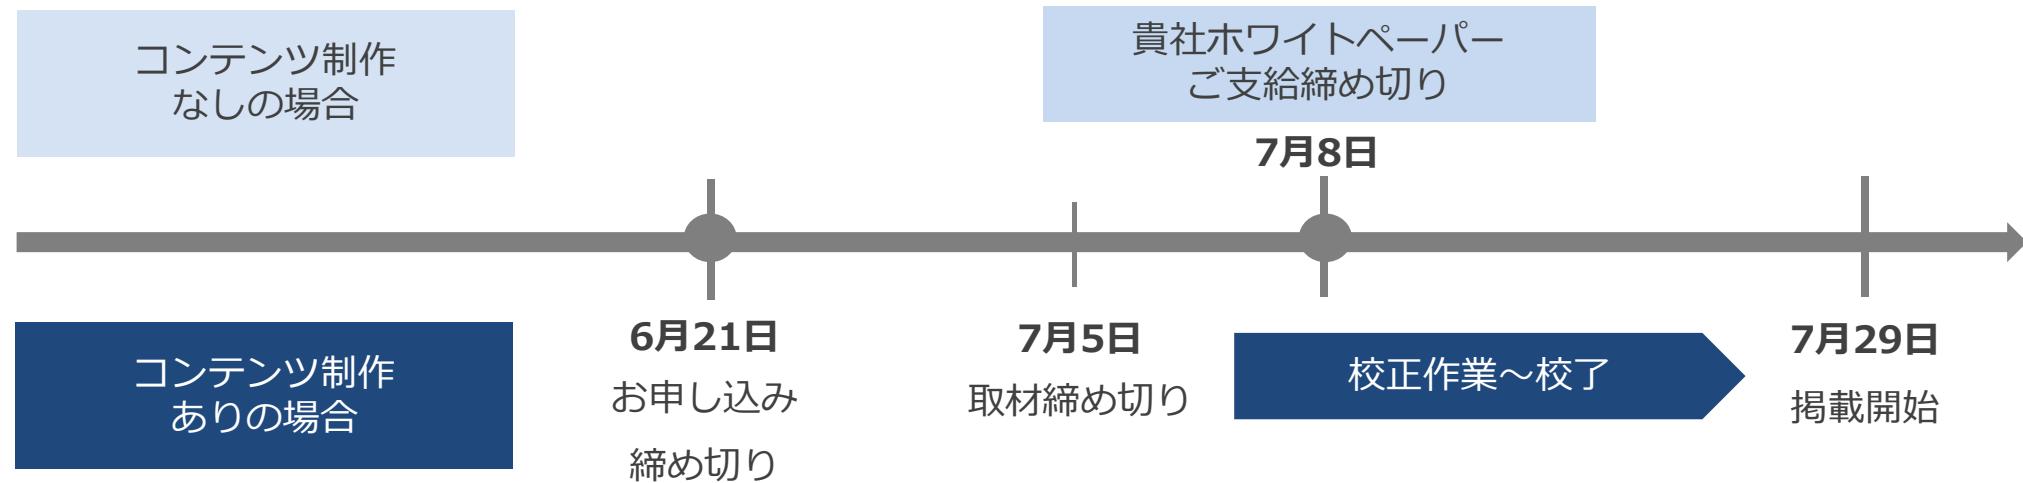 コンテンツ制作
なしの場合
貴社ホワイトペーパー
ご支給締め切り
7月8日
コンテンツ制作
ありの場合
6月21日
お申し込み
締め切り
7月5日
取材締め切り
校正作業～校了
7月29日
掲載開始